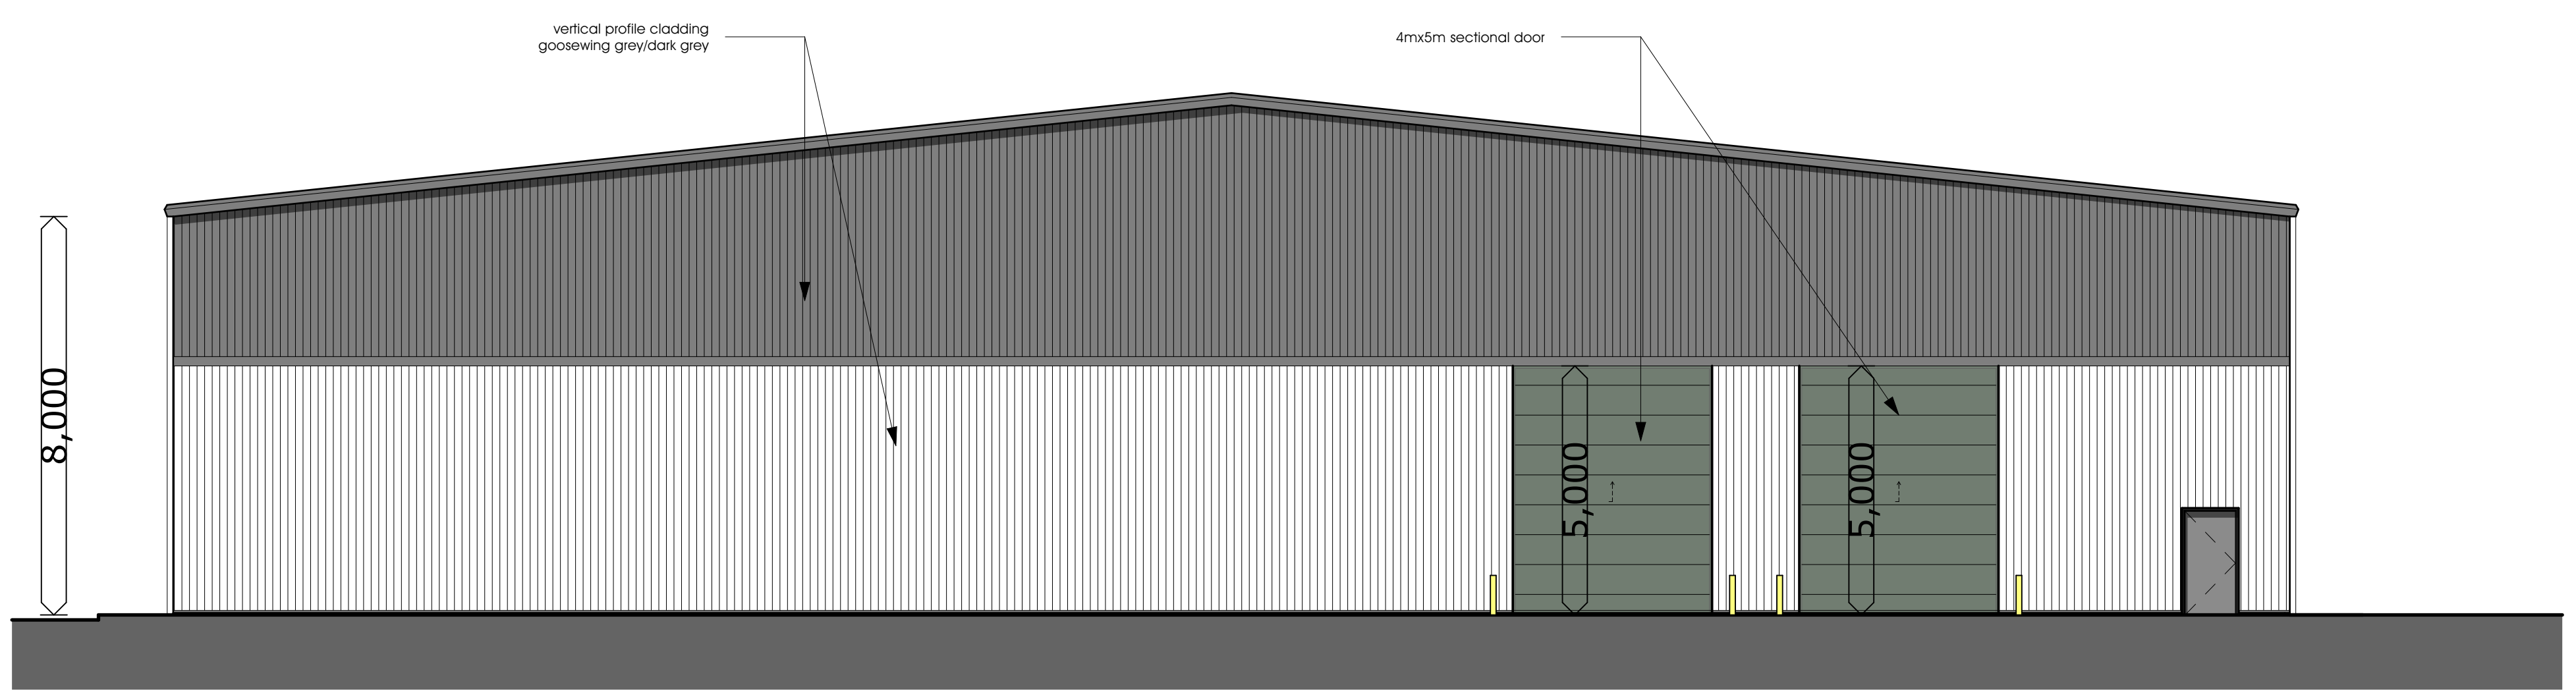 vertical profile cladding
goosewing grey/dark grey
4mx5m sectional door
8,000
5,000
5,000